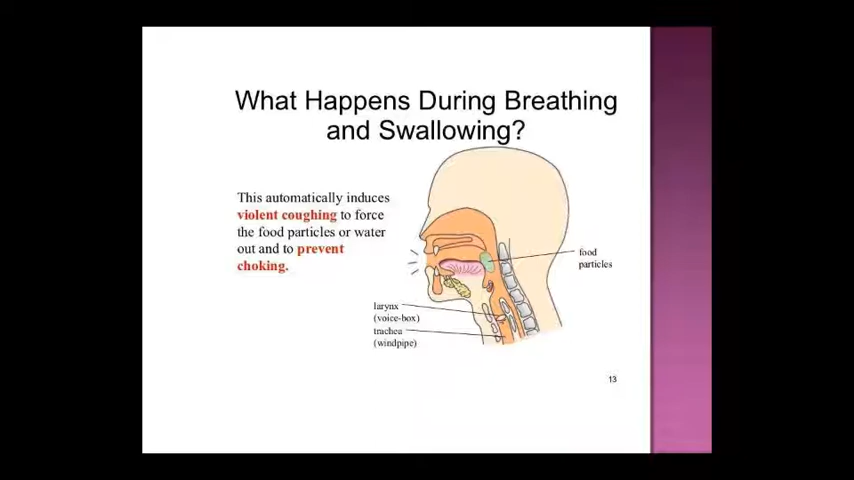 What Happens During Breathing
and Swallowing?
This automatically induces
violent coughing to force
the food particles or water
out and to prevent
choking.
food
particles
larynx
(voice-box)
trachea
(windpipe)
13